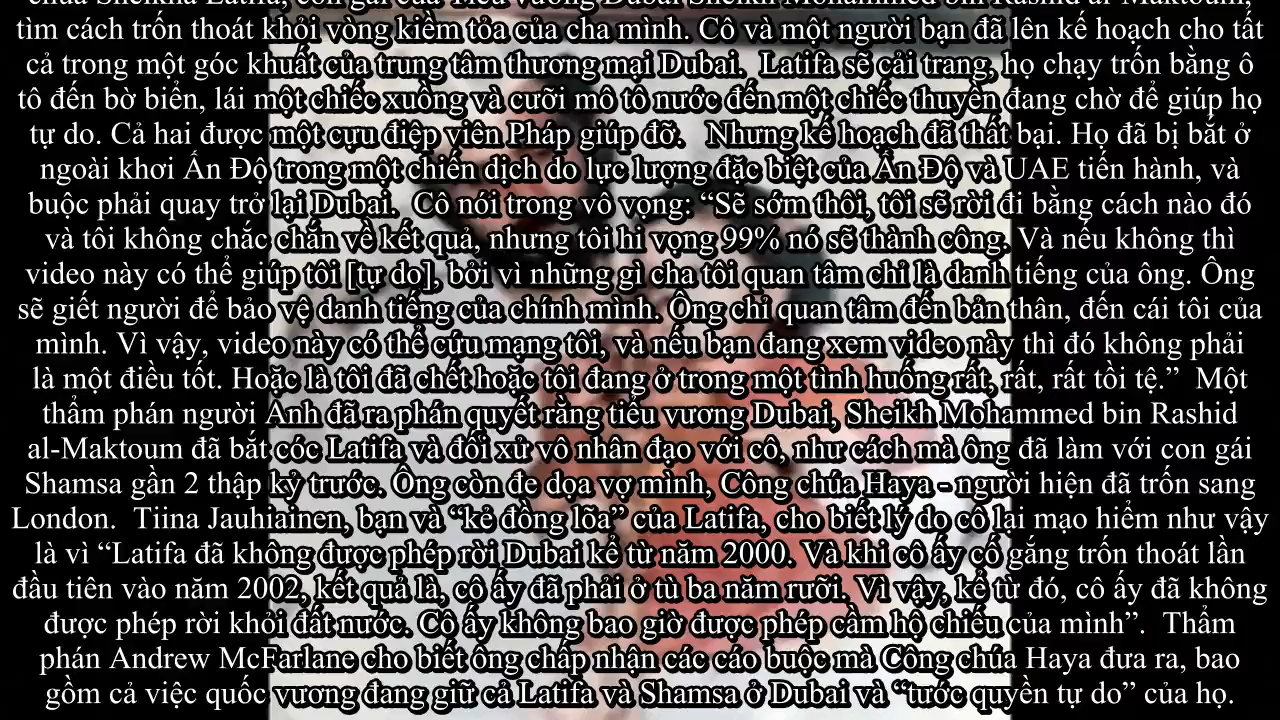 chúa Sheikha Latifa, con gái của Tiểu vương Dubai Sheikh Mohammed bin Rashid al-Maktoum,
tìm cách trốn thoát khỏi vòng kiềm tỏa của cha mình. Cô và một người bạn đã lên kế hoạch cho tất
cả trong một góc khuất của trung tâm thương mại Dubai. Latifa sẽ cải trang, họ chạy trốn bằng ô
tô đến bờ biển, lái một chiếc xuồng và cưỡi mô tô nước đến một chiếc thuyền đang chờ để giúp họ
tự do. Cả hai được một cựu điệp viên Pháp giúp đỡ. Nhưng kế hoạch đã thất bại. Họ đã bị bắt ở
ngoài khơi Ấn Độ trong một chiến dịch do lực lượng đặc biệt của Ấn Độ và UAE tiến hành, và
buộc phải quay trở lại Dubai. Cô nói trong vô vọng: “Sẽ sớm thôi, tôi sẽ rời đi bằng cách nào đó
và tôi không chắc chắn về kết quả, nhưng tôi hi vọng 99% nó sẽ thành công. Và nếu không thì
video này có thể giúp tôi [tự do], bởi vì những gì cha tôi quan tâm chỉ là danh tiếng của ông. Ông
sẽ giết người để bảo vệ danh tiếng của chính mình. Ông chỉ quan tâm đến bản thân, đến cái tôi của
mình. Vì vậy, video này có thể cứu mạng tôi, và nếu bạn đang xem video này thì đó không phải
là một điều tốt. Hoặc là tôi đã chết hoặc tôi đang ở trong một tình huống rất, rất, rất tồi tệ.” Một
thẩm phán người Anh đã ra phán quyết rằng tiểu vương Dubai, Sheikh Mohammed bin Rashid
al-Maktoum đã bắt cóc Latifa và đối xử vô nhân đạo với cô, như cách mà ông đã làm với con gái
Shamsa gần 2 thập kỷ trước. Ông còn đe dọa vợ mình, Công chúa Haya - người hiện đã trốn sang
London. Tiina Jauhiainen, bạn và “kẻ đồng lõa” của Latifa, cho biết lý do cô lại mạo hiểm như vậy
là vì “Latifa đã không được phép rời Dubai kể từ năm 2000. Và khi cô ấy cố gắng trốn thoát lần
đầu tiên vào năm 2002, kết quả là, cô ấy đã phải ở tù ba năm rưỡi. Vì vậy, kể từ đó, cô ấy đã không
được phép rời khỏi đất nước. Cô ấy không bao giờ được phép cầm hộ chiếu của mình”. Thẩm
phán Andrew McFarlane cho biết ông chấp nhận các cáo buộc mà Công chúa Haya đưa ra, bao
gồm cả việc quốc vương đang giữ cả Latifa và Shamsa ở Dubai và “tước quyền tự do” của họ.